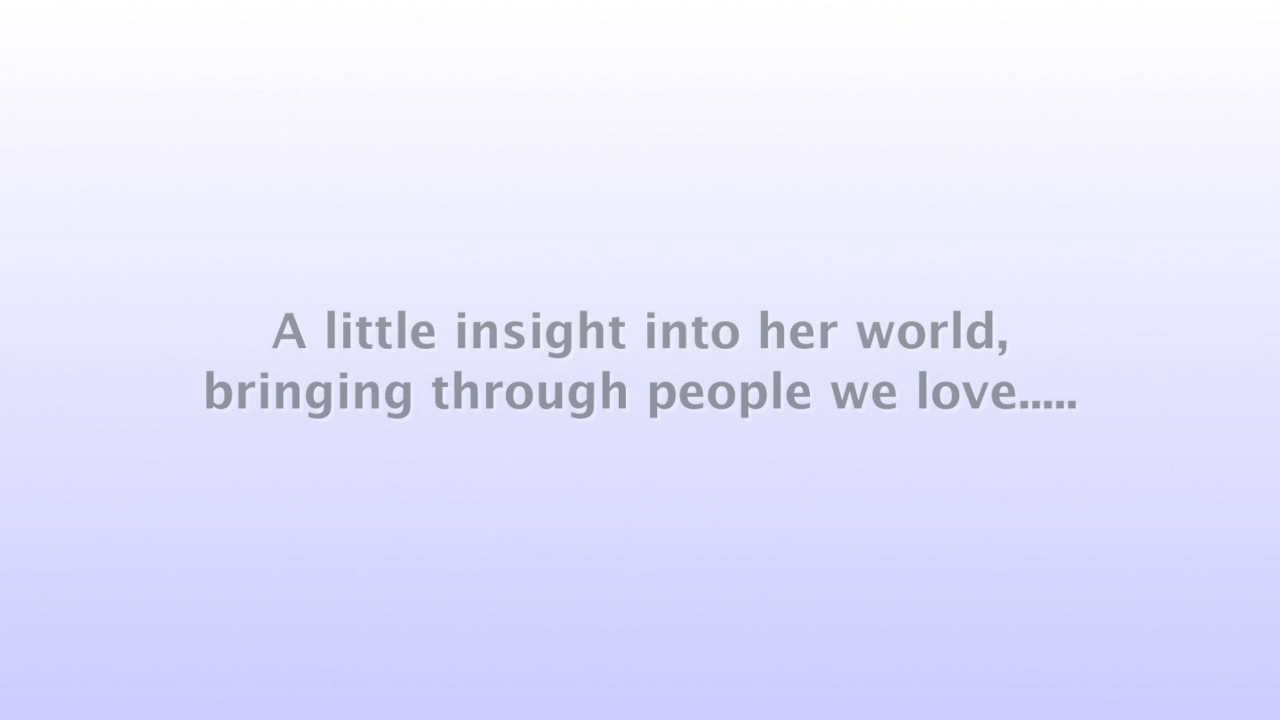 A little insight into her world,
bringing through people we love.....